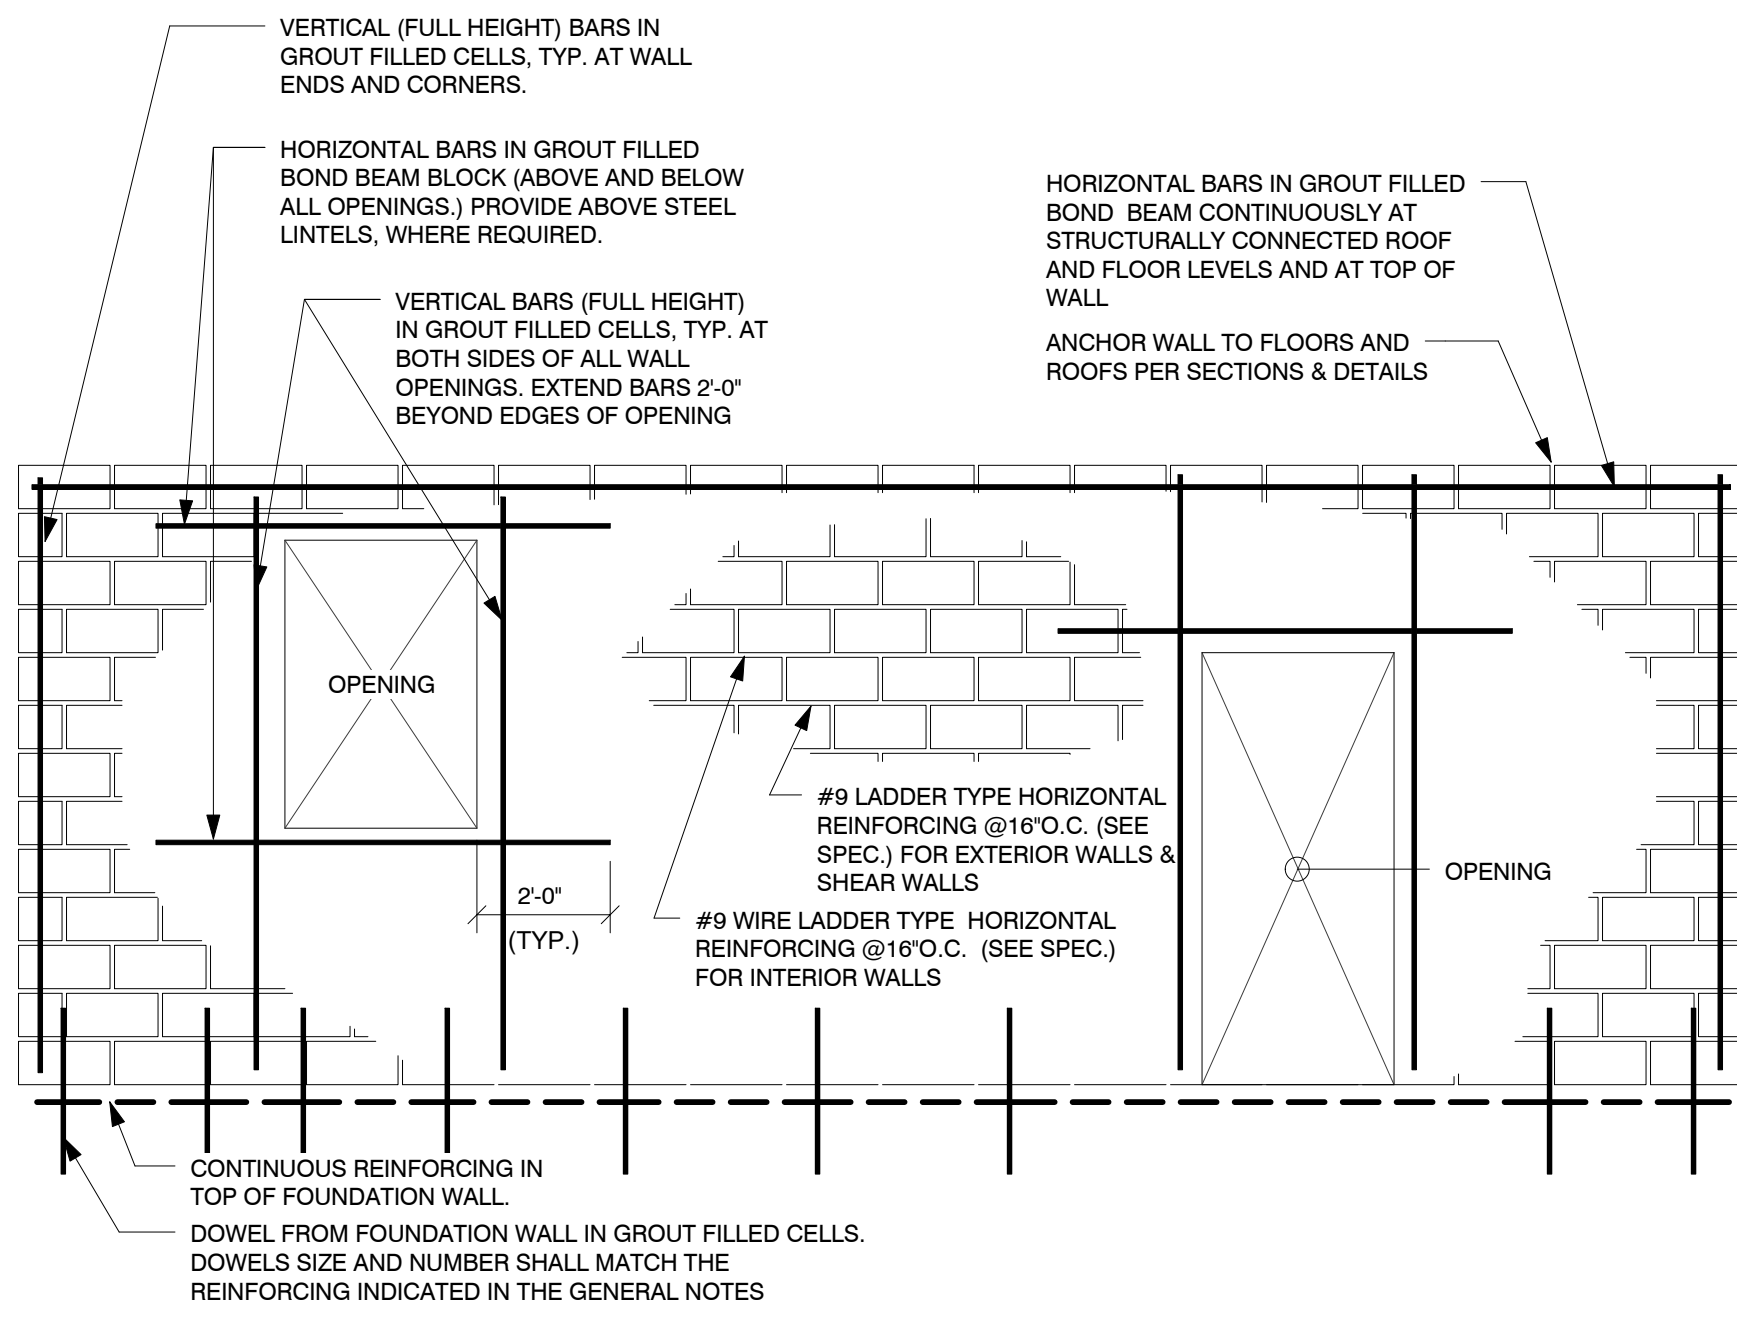 VERTICAL (FULL HEIGHT) BARS IN
GROUT FILLED CELLS, TYP. AT WALL
ENDS AND CORNERS.
HORIZONTAL BARS IN GROUT FILLED
BOND BEAM BLOCK (ABOVE AND BELOW
ALL OPENINGS.) PROVIDE ABOVE STEEL
LINTELS, WHERE REQUIRED.
VERTICAL BARS (FULL HEIGHT)
IN GROUT FILLED CELLS, TYP. AT
BOTH SIDES OF ALL WALL
OPENINGS. EXTEND BARS 2'-0"
BEYOND EDGES OF OPENING
HORIZONTAL BARS IN GROUT FILLED
BOND  BEAM CONTINUOUSLY AT
STRUCTURALLY CONNECTED ROOF
AND FLOOR LEVELS AND AT TOP OF
WALL
ANCHOR WALL TO FLOORS AND
ROOFS PER SECTIONS & DETAILS
OPENING
#9 LADDER TYPE HORIZONTAL
REINFORCING @16"O.C. (SEE
SPEC.) FOR EXTERIOR WALLS &
SHEAR WALLS
OPENING
2'-0"
(TYP.)
#9 WIRE LADDER TYPE  HORIZONTAL
REINFORCING @16"O.C.  (SEE SPEC.)
FOR INTERIOR WALLS
CONTINUOUS REINFORCING IN
TOP OF FOUNDATION WALL.
DOWEL FROM FOUNDATION WALL IN GROUT FILLED CELLS.
DOWELS SIZE AND NUMBER SHALL MATCH THE
REINFORCING INDICATED IN THE GENERAL NOTES